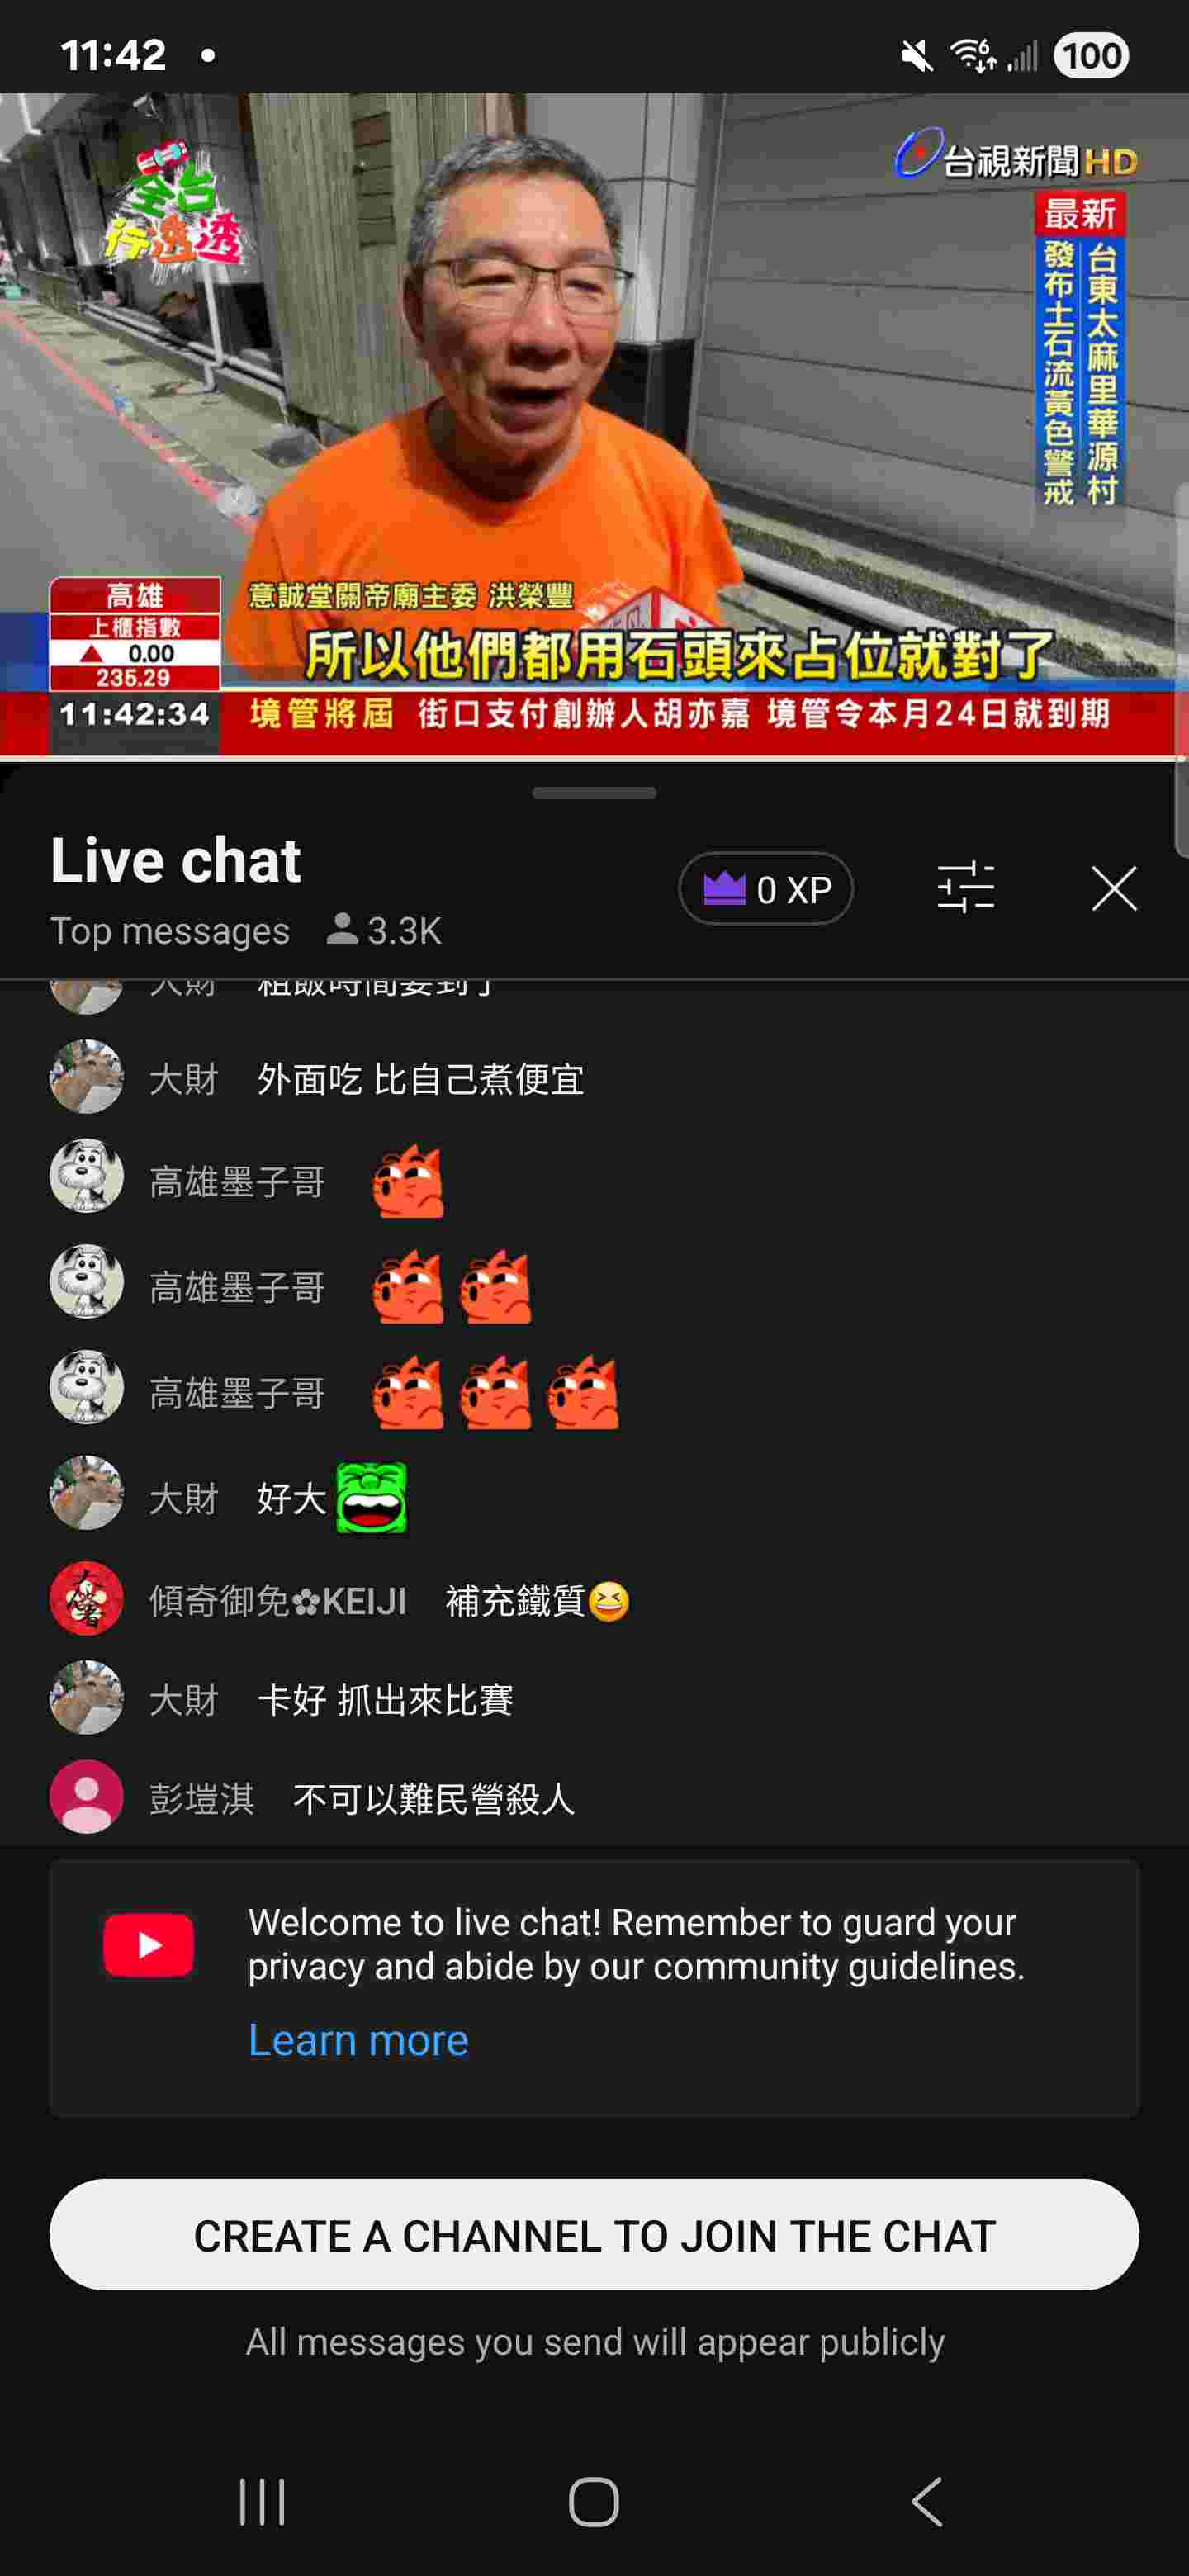 11:42
100
全台
行透透
台視新聞HD
最新
台東太麻里華源村
發布土石流黃色警戒
高雄
上櫃指數
▲ 0.00
235.29
11:42:34
意誠堂關帝廟主委 洪榮豐
所以他們都用石頭來占位就對了
境管將屆 街口支付創辦人胡亦嘉 境管令本月24日就到期
Live chat
Top messages 3.3K
0 XP
大財
大財 外面吃 比自己煮便宜
高雄墨子哥
高雄墨子哥
高雄墨子哥
大財 好大
傾奇御免✿KEIJI 補充鐵質😆
大財 卡好 抓出來比賽
彭塏淇 不可以難民營殺人
Welcome to live chat! Remember to guard your
privacy and abide by our community guidelines.
Learn more
CREATE A CHANNEL TO JOIN THE CHAT
All messages you send will appear publicly